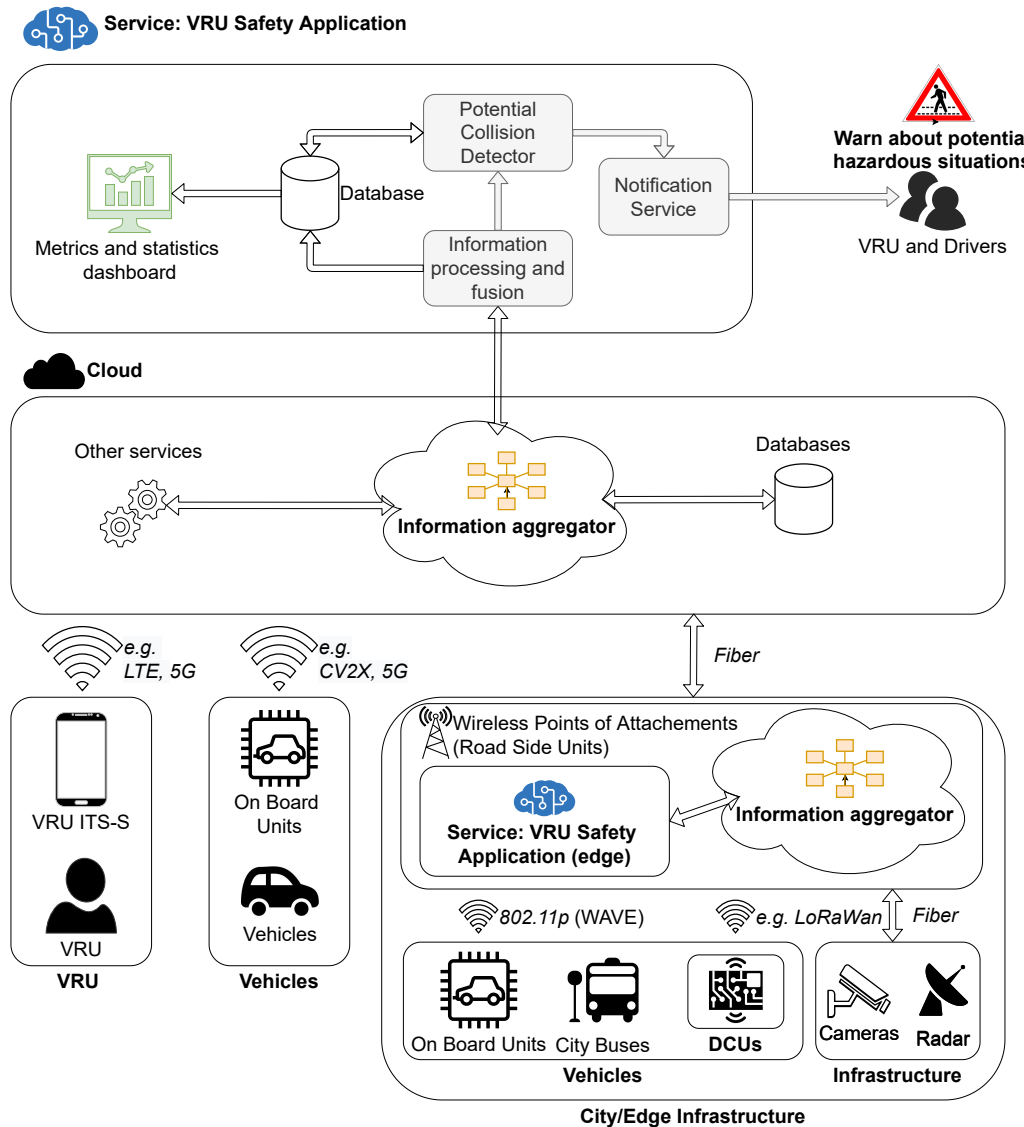 Service: VRU Safety Application
Potential
Collision
Detector
Warn about potential
hazardous situations
Database
Notification
Service
Metrics and statistics
dashboard
Information
processing and
fusion
VRU and Drivers
Cloud
Other services
Databases
Information aggregator
e.g.
LTE, 5G
e.g.
CV2X, 5G
Fiber
Wireless Points of Attachements
(Road Side Units)
VRU ITS-S
On Board
Units
Service: VRU Safety
Application (edge)
Information aggregator
VRU
Vehicles
802.11p (WAVE)
e.g. LoRaWan
Fiber
VRU
Vehicles
On Board Units
City Buses
DCUs
Cameras
Radar
Vehicles
Infrastructure
City/Edge Infrastructure